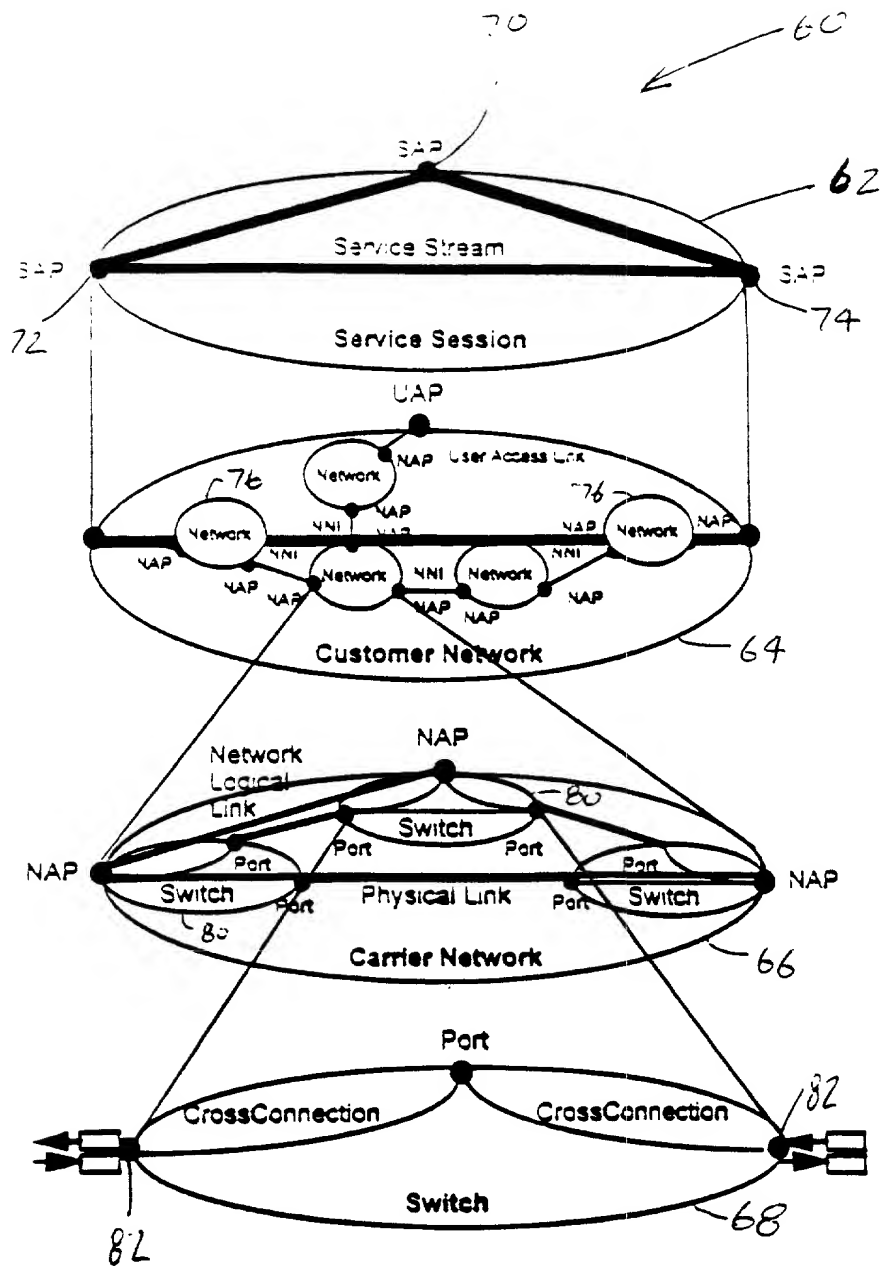 70
60
SAP
62
Service Stream
SAP
SAP
72
74
Service Session
UAP
NAP
User Access Link
76
Network
76
NAP
Network
NNI
NAP
NAP
Network
NAP
NAP
NNI
Network
NNI
Network
NNI
NAP
NAP
NAP
NAP
NAP
Customer Network
64
NAP
Network
Logical
Link
80
Switch
Port
Port
Port
Port
NAP
NAP
Switch
Physical Link
Switch
Port
Port
80
Carrier Network
66
Port
CrossConnection
CrossConnection
82
Switch
68
82